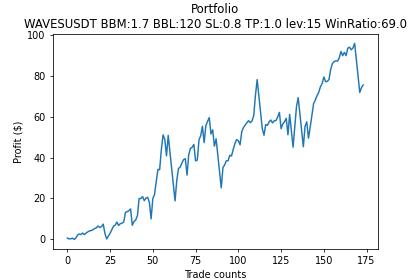 Portfolio
WAVESUSDT BBM:1.7 BBL:120 SL:0.8 TP:1.0 lev:15 WinRatio:69.0
100
80
60
40
20
0
Profit ($)
0 25 50 75 100 125 150 175
Trade counts